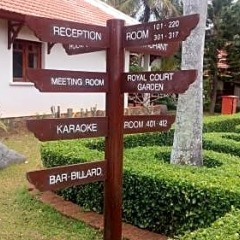 RECEPTION
ROOM
101-220
301-317
MEETING ROOM
ROYAL COURT
GARDEN
KARAOKE
ROOM 401-412
BAR-BILLARD